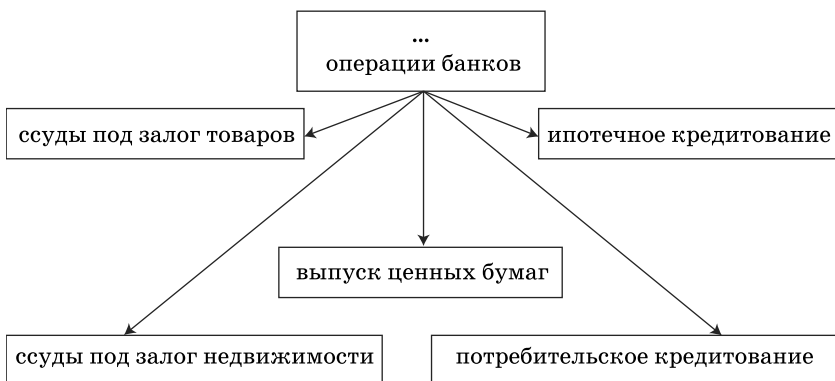 ...
операции банков
ссуды под залог товаров
ипотечное кредитование
выпуск ценных бумаг
ссуды под залог недвижимости
потребительское кредитование